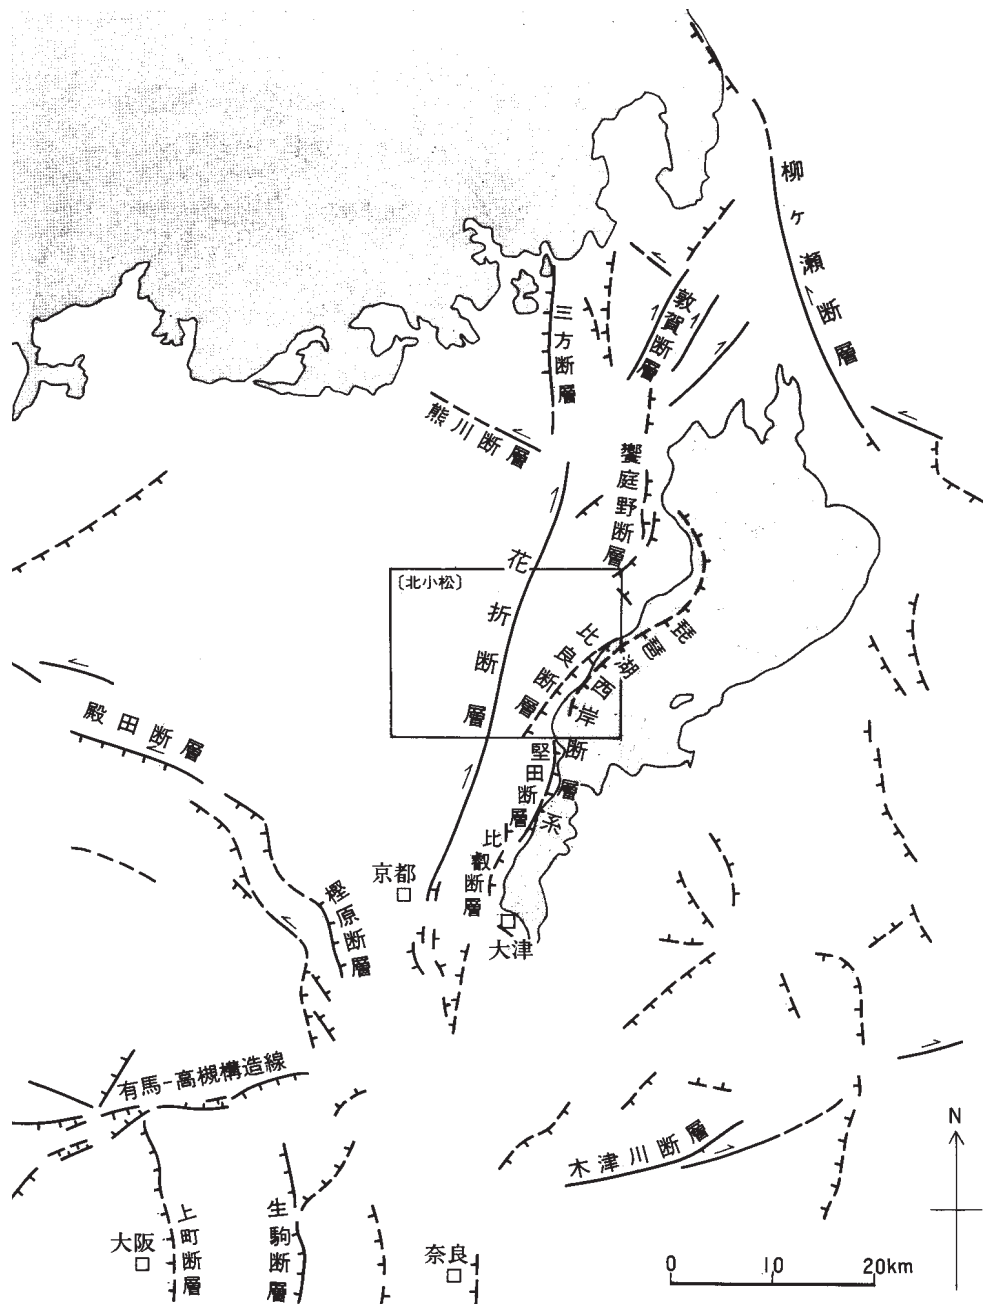 柳ヶ瀬断層
敦賀断層
三方断層
熊川断層
饗庭野断層
花折断層
〔北小松〕
比良断層
琵琶湖西岸断層系
堅田断層
比叡断層
殿田断層
樫原断層
京都
大津
有馬-高槻構造線
木津川断層
上町断層
生駒断層
大阪
奈良
N
0 10 20km